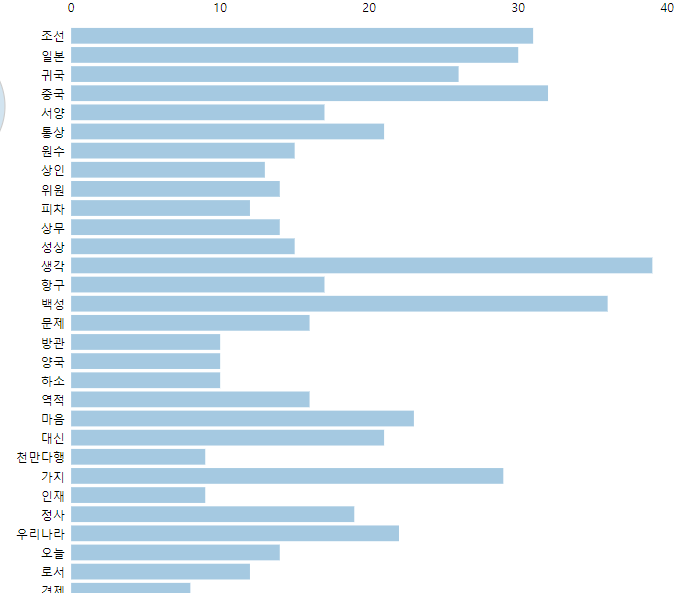 0 10 20 30 40
조선
일본
귀국
중국
서양
통상
원수
상인
위원
피차
상무
성상
생각
항구
백성
문제
방관
양국
하소
역적
마음
대신
천만다행
가지
인재
정사
우리나라
오늘
로서